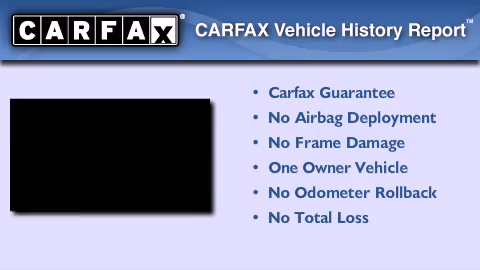 CARFAX® CARFAX Vehicle History Report™
• Carfax Guarantee
• No Airbag Deployment
• No Frame Damage
• One Owner Vehicle
• No Odometer Rollback
• No Total Loss